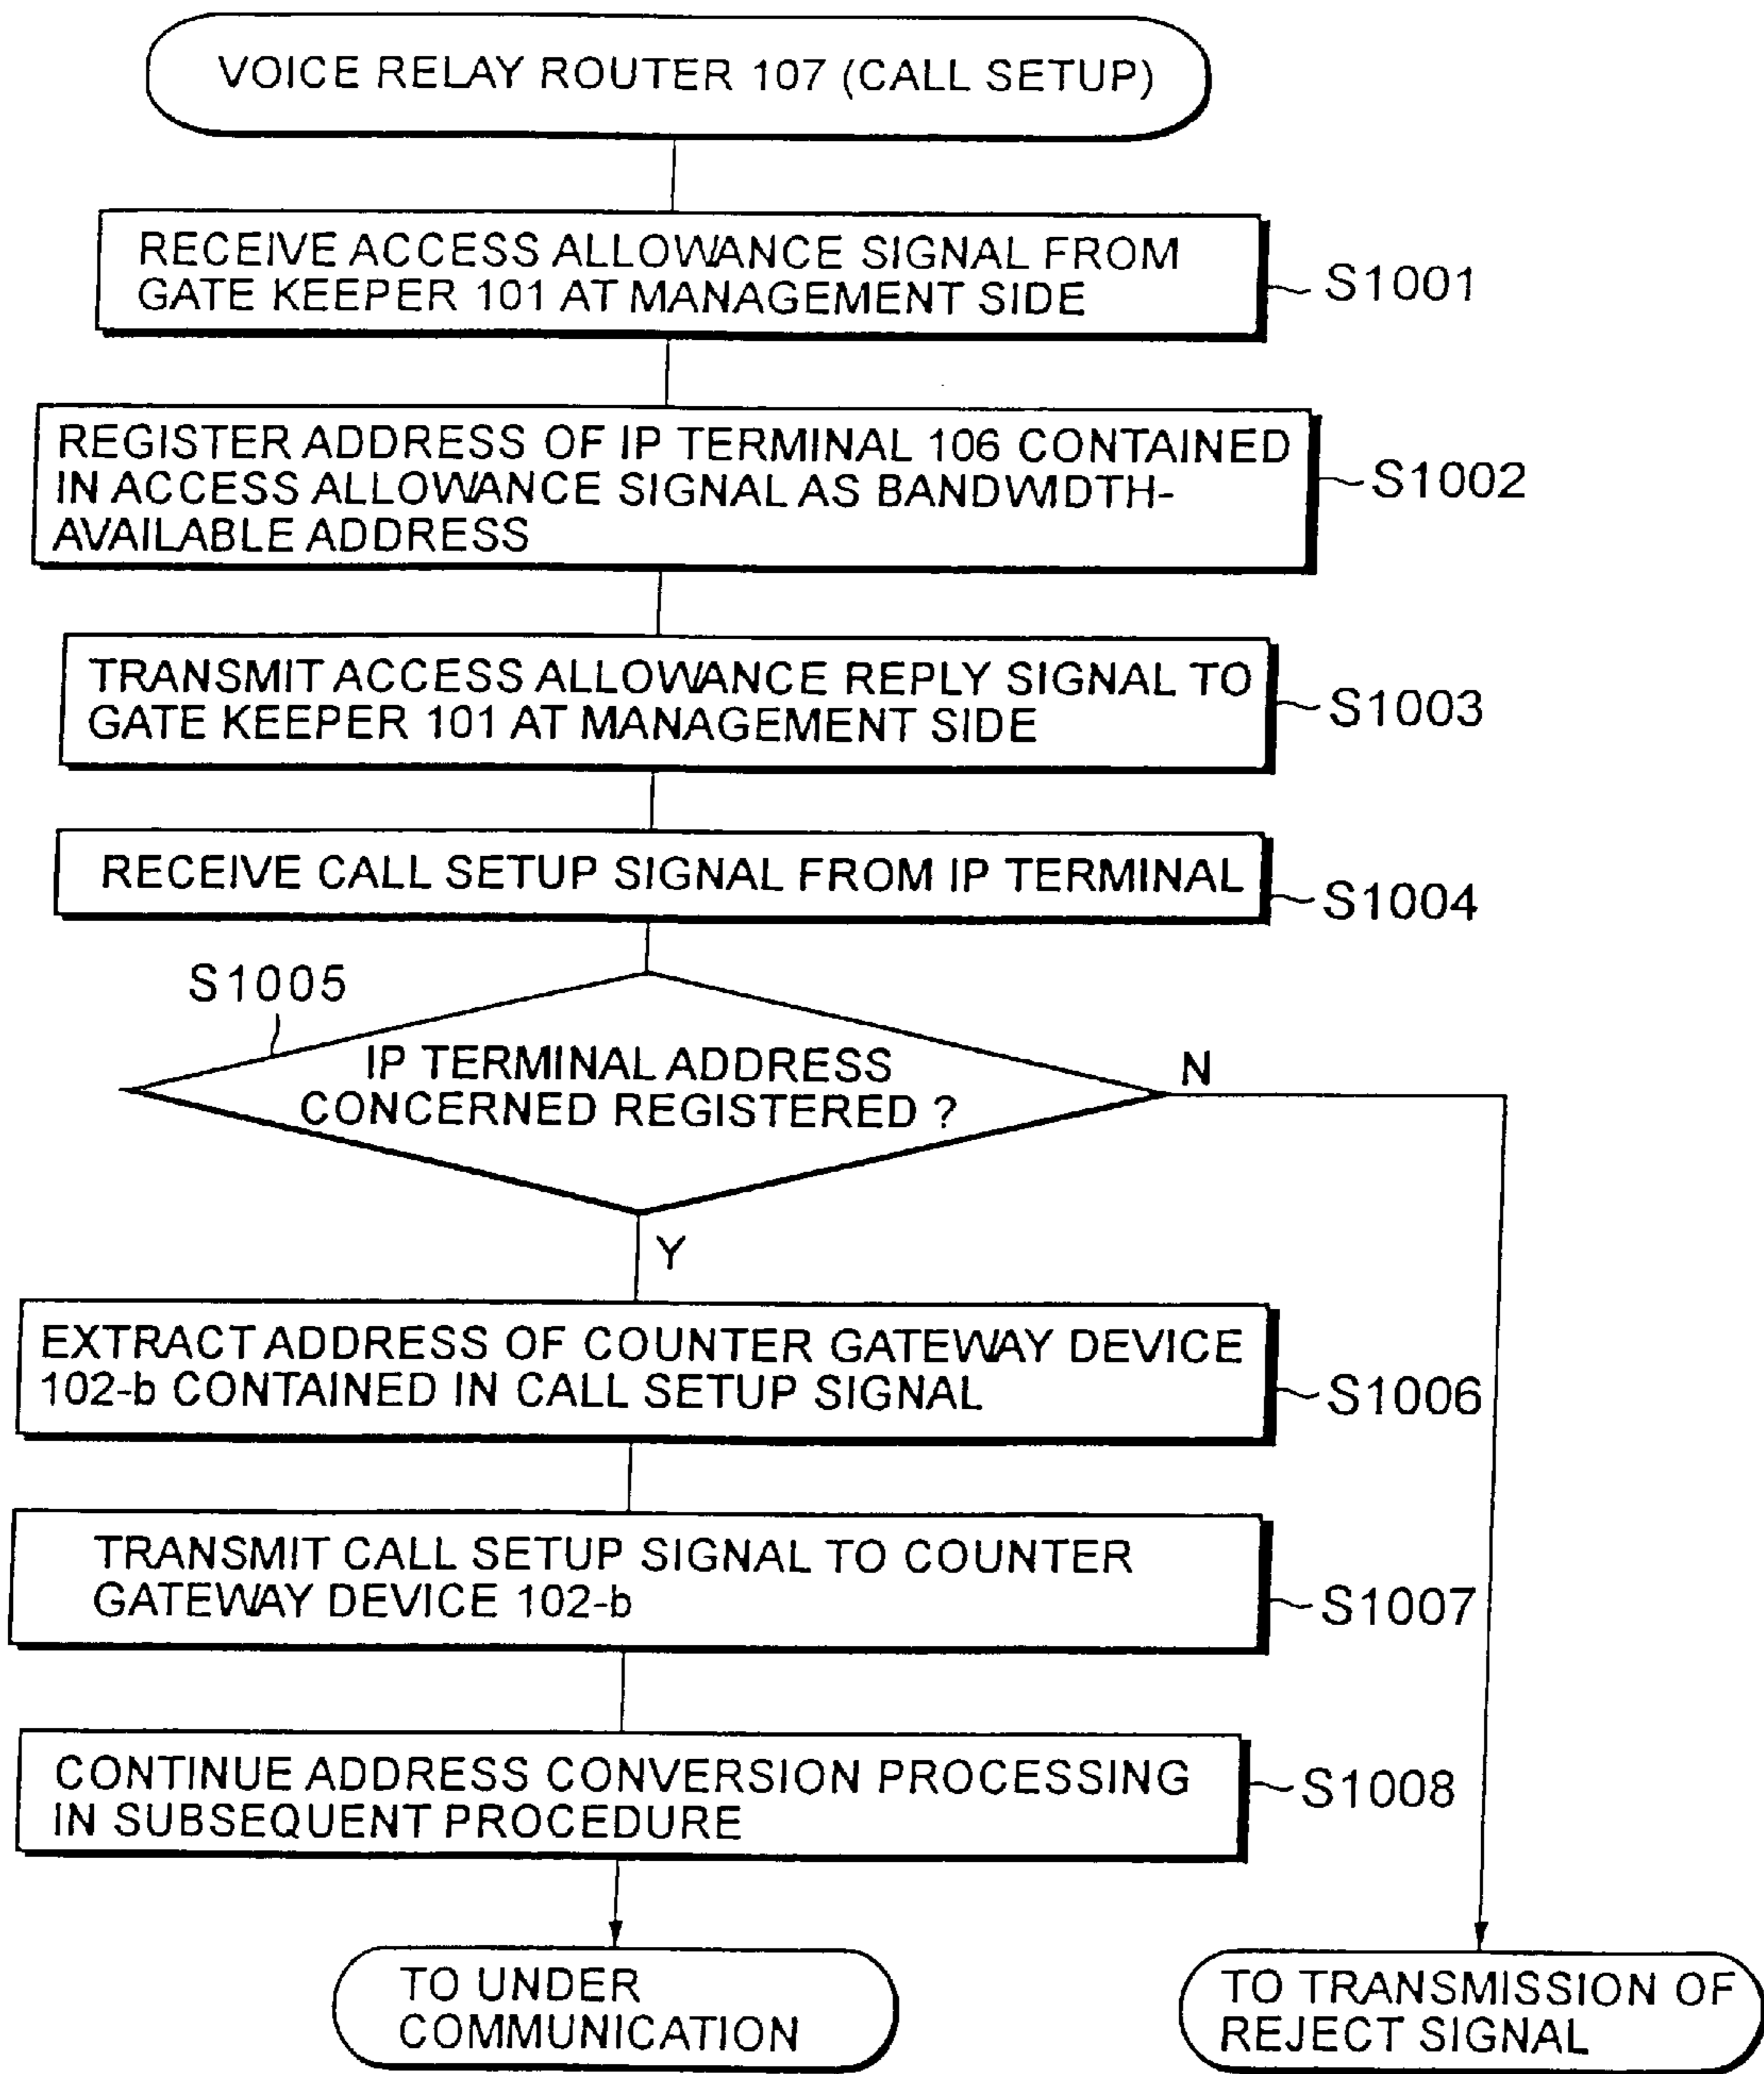 VOICE RELAY ROUTER 107 (CALL SETUP)
RECEIVE ACCESS ALLOWANCE SIGNAL FROM
GATE KEEPER 101 AT MANAGEMENT SIDE
S1001
REGISTER ADDRESS OF IP TERMINAL 106 CONTAINED
IN ACCESS ALLOWANCE SIGNAL AS BANDWIDTH-
AVAILABLE ADDRESS
S1002
TRANSMIT ACCESS ALLOWANCE REPLY SIGNAL TO
GATE KEEPER 101 AT MANAGEMENT SIDE
S1003
RECEIVE CALL SETUP SIGNAL FROM IP TERMINAL
S1004
S1005
IP TERMINAL ADDRESS
CONCERNED REGISTERED ?
N
Y
EXTRACT ADDRESS OF COUNTER GATEWAY DEVICE
102-b CONTAINED IN CALL SETUP SIGNAL
S1006
TRANSMIT CALL SETUP SIGNAL TO COUNTER
GATEWAY DEVICE 102-b
S1007
CONTINUE ADDRESS CONVERSION PROCESSING
IN SUBSEQUENT PROCEDURE
S1008
TO UNDER
COMMUNICATION
TO TRANSMISSION OF
REJECT SIGNAL